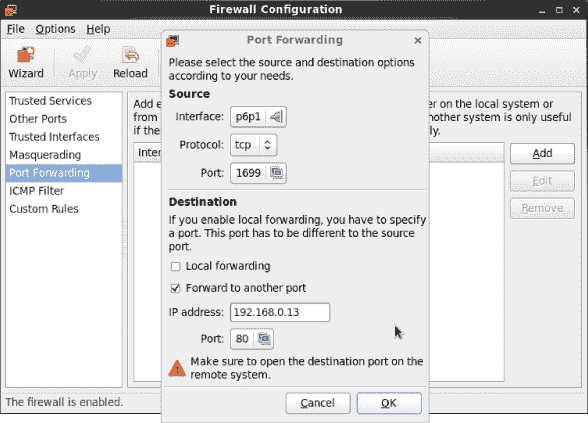 Firewall Configuration
File Options Help
Wizard
Apply
Reload
Trusted Services
Other Ports
Trusted Interfaces
Masquerading
Port Forwarding
ICMP Filter
Custom Rules
Add e
er on the local system or
from
nother system is only useful
if the
ly.
Inter
Add
Edit
Remove
Port Forwarding
Please select the source and destination options
according to your needs.
Source
Interface: p6p1
Protocol: tcp
Port: 1699
Destination
If you enable local forwarding, you have to specify
a port. This port has to be different to the source
port.
Local forwarding
Forward to another port
IP address: 192.168.0.13
Port: 80
Make sure to open the destination port on the
remote system.
Cancel
OK
The firewall is enabled.